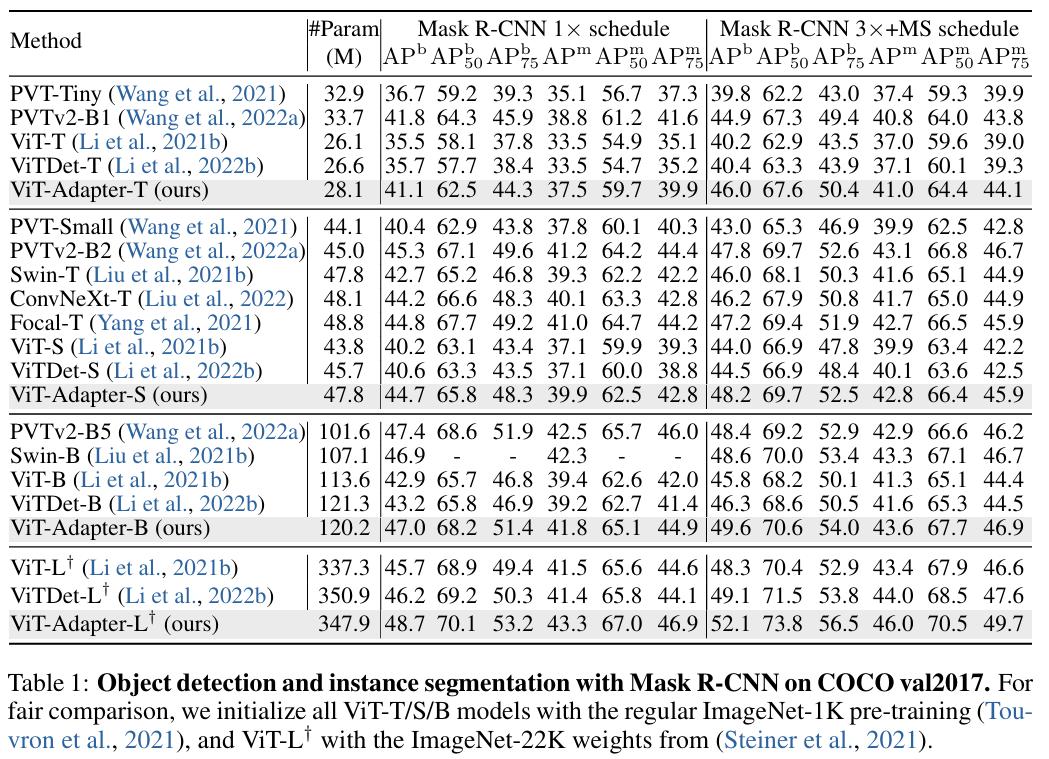 Method #Param (M) Mask R-CNN 1× schedule Mask R-CNN 3×+MS schedule
AP^b AP^b_50 AP^b_75 AP^m AP^m_50 AP^m_75 AP^b AP^b_50 AP^b_75 AP^m AP^m_50 AP^m_75
PVT-Tiny (Wang et al., 2021) 32.9 36.7 59.2 39.3 35.1 56.7 37.3 39.8 62.2 43.0 37.4 59.3 39.9
PVTv2-B1 (Wang et al., 2022a) 33.7 41.8 64.3 45.9 38.8 61.2 41.6 44.9 67.3 49.4 40.8 64.0 43.8
ViT-T (Li et al., 2021b) 26.1 35.5 58.1 37.8 33.5 54.9 35.1 40.2 62.9 43.5 37.0 59.6 39.0
ViTDet-T (Li et al., 2022b) 26.6 35.7 57.7 38.4 33.5 54.7 35.2 40.4 63.3 43.9 37.1 60.1 39.3
ViT-Adapter-T (ours) 28.1 41.1 62.5 44.3 37.5 59.7 39.9 46.0 67.6 50.4 41.0 64.4 44.1
PVT-Small (Wang et al., 2021) 44.1 40.4 62.9 43.8 37.8 60.1 40.3 43.0 65.3 46.9 39.9 62.5 42.8
PVTv2-B2 (Wang et al., 2022a) 45.0 45.3 67.1 49.6 41.2 64.2 44.4 47.8 69.7 52.6 43.1 66.8 46.7
Swin-T (Liu et al., 2021b) 47.8 42.7 65.2 46.8 39.3 62.2 42.2 46.0 68.1 50.3 41.6 65.1 44.9
ConvNeXt-T (Liu et al., 2022) 48.1 44.2 66.6 48.3 40.1 63.3 42.8 46.2 67.9 50.8 41.7 65.0 44.9
Focal-T (Yang et al., 2021) 48.8 44.8 67.7 49.2 41.0 64.7 44.2 47.2 69.4 51.9 42.7 66.5 45.9
ViT-S (Li et al., 2021b) 43.8 40.2 63.1 43.4 37.1 59.9 39.3 44.0 66.9 47.8 39.9 63.4 42.2
ViTDet-S (Li et al., 2022b) 45.7 40.6 63.3 43.5 37.1 60.0 38.8 44.5 66.9 48.4 40.1 63.6 42.5
ViT-Adapter-S (ours) 47.8 44.7 65.8 48.3 39.9 62.5 42.8 48.2 69.7 52.5 42.8 66.4 45.9
PVTv2-B5 (Wang et al., 2022a) 101.6 47.4 68.6 51.9 42.5 65.7 46.0 48.4 69.2 52.9 42.9 66.6 46.2
Swin-B (Liu et al., 2021b) 107.1 46.9 - - 42.3 - - 48.6 70.0 53.4 43.3 67.1 46.7
ViT-B (Li et al., 2021b) 113.6 42.9 65.7 46.8 39.4 62.6 42.0 45.8 68.2 50.1 41.3 65.1 44.4
ViTDet-B (Li et al., 2022b) 121.3 43.2 65.8 46.9 39.2 62.7 41.4 46.3 68.6 50.5 41.6 65.3 44.5
ViT-Adapter-B (ours) 120.2 47.0 68.2 51.4 41.8 65.1 44.9 49.6 70.6 54.0 43.6 67.7 46.9
ViT-L† (Li et al., 2021b) 337.3 45.7 68.9 49.4 41.5 65.6 44.6 48.3 70.4 52.9 43.4 67.9 46.6
ViTDet-L† (Li et al., 2022b) 350.9 46.2 69.2 50.3 41.4 65.8 44.1 49.1 71.5 53.8 44.0 68.5 47.6
ViT-Adapter-L† (ours) 347.9 48.7 70.1 53.2 43.3 67.0 46.9 52.1 73.8 56.5 46.0 70.5 49.7
Table 1: Object detection and instance segmentation with Mask R-CNN on COCO val2017. For
fair comparison, we initialize all ViT-T/S/B models with the regular ImageNet-1K pre-training (Tou-
vron et al., 2021), and ViT-L† with the ImageNet-22K weights from (Steiner et al., 2021).